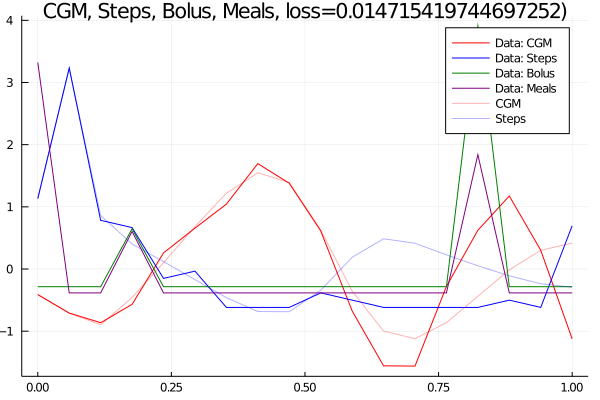 CGM, Steps, Bolus, Meals, loss=0.014715419744697252)
4
3
2
1
0
−1
0.00
0.25
0.50
0.75
1.00
Data: CGM
Data: Steps
Data: Bolus
Data: Meals
CGM
Steps